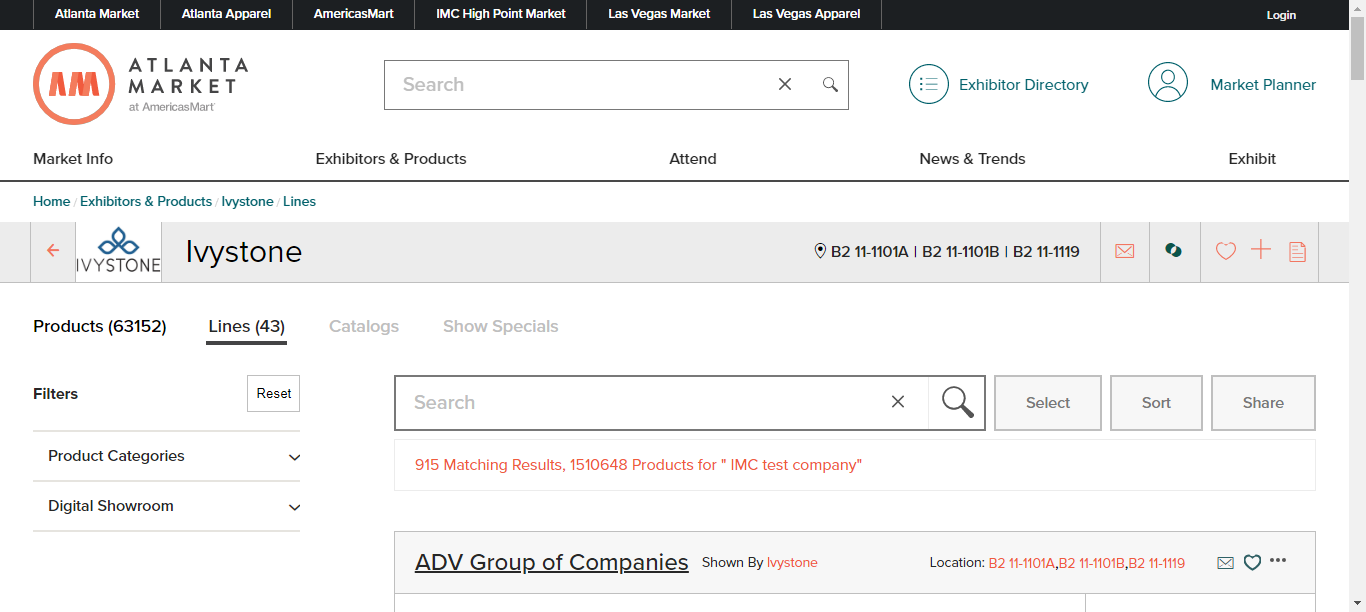 Atlanta Market Atlanta Apparel AmericasMart IMC High Point Market Las Vegas Market Las Vegas Apparel Login
AM ATLANTA MARKET at AmericasMart
Search Exhibitor Directory Market Planner
Market Info Exhibitors & Products Attend News & Trends Exhibit
Home / Exhibitors & Products / Ivystone / Lines
IVYSTONE Ivystone B2 11-1101A | B2 11-1101B | B2 11-1119
Products (63152) Lines (43) Catalogs Show Specials
Filters Reset Search Select Sort Share
Product Categories
915 Matching Results, 1510648 Products for " IMC test company"
Digital Showroom
ADV Group of Companies Shown By Ivystone Location: B2 11-1101A,B2 11-1101B,B2 11-1119